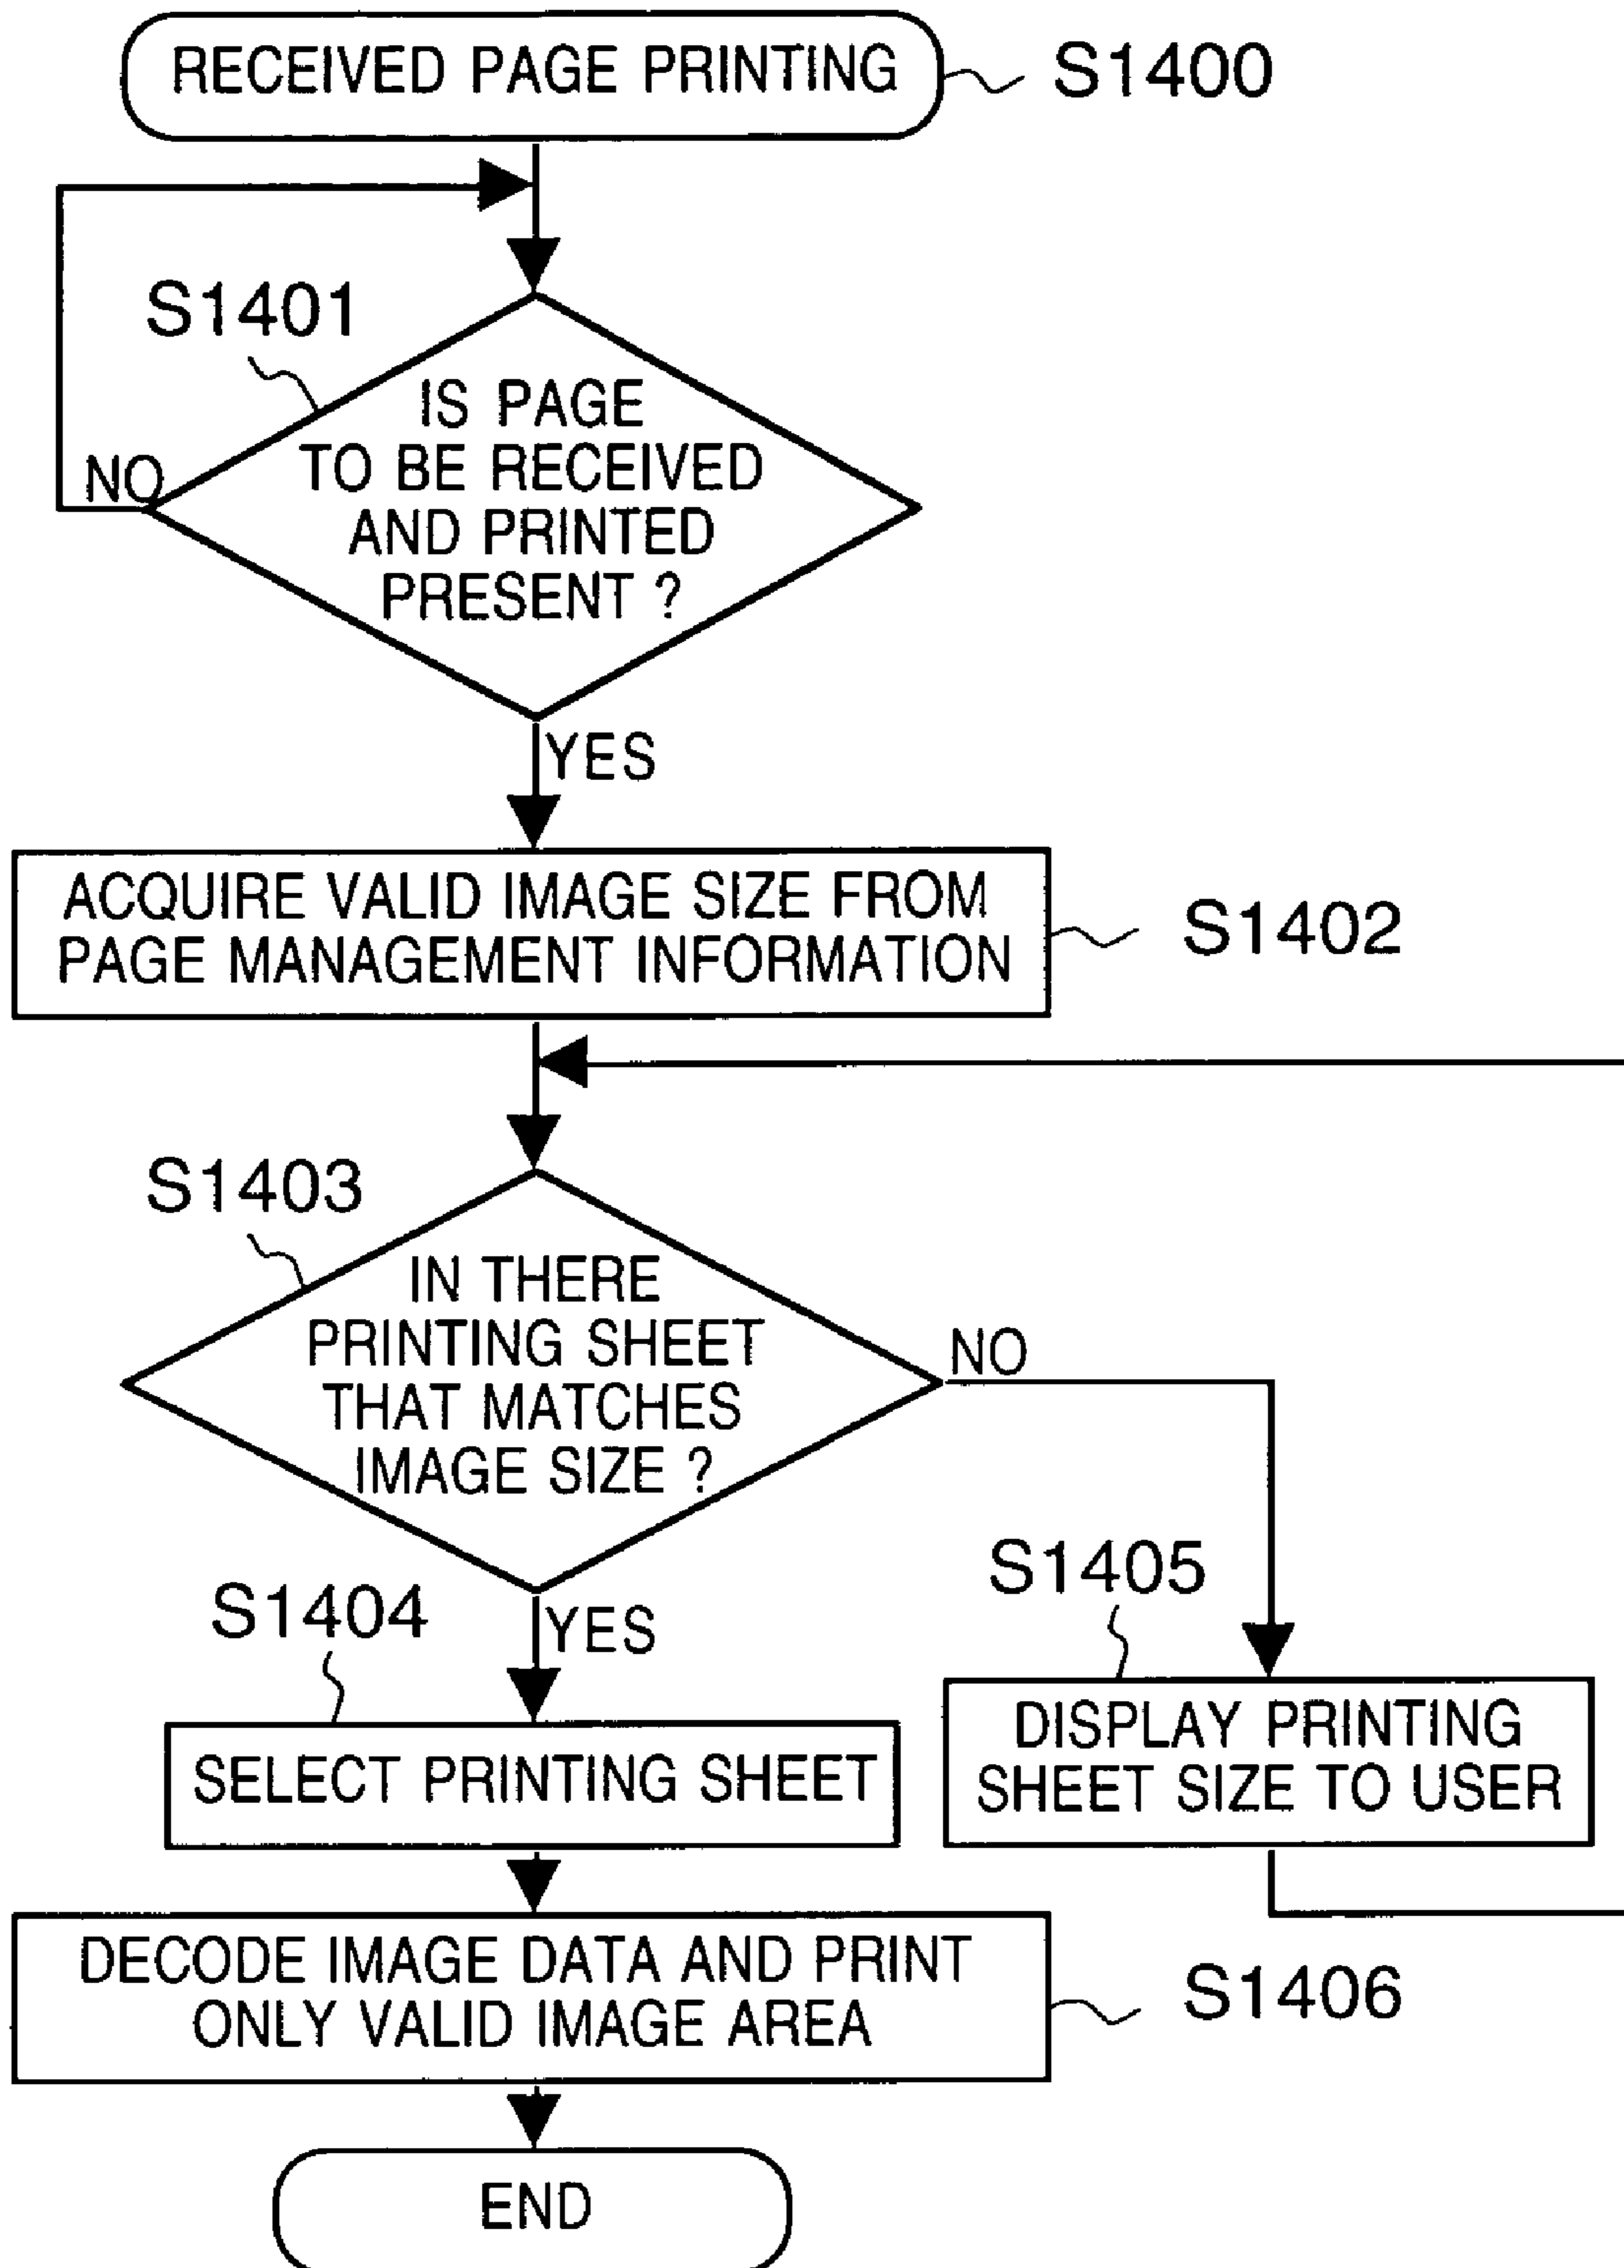 RECEIVED PAGE PRINTING
S1400
S1401
IS PAGE
TO BE RECEIVED
AND PRINTED
PRESENT ?
NO
YES
ACQUIRE VALID IMAGE SIZE FROM
PAGE MANAGEMENT INFORMATION
S1402
S1403
IN THERE
PRINTING SHEET
THAT MATCHES
IMAGE SIZE ?
NO
YES
S1404
SELECT PRINTING SHEET
S1405
DISPLAY PRINTING
SHEET SIZE TO USER
DECODE IMAGE DATA AND PRINT
ONLY VALID IMAGE AREA
S1406
END